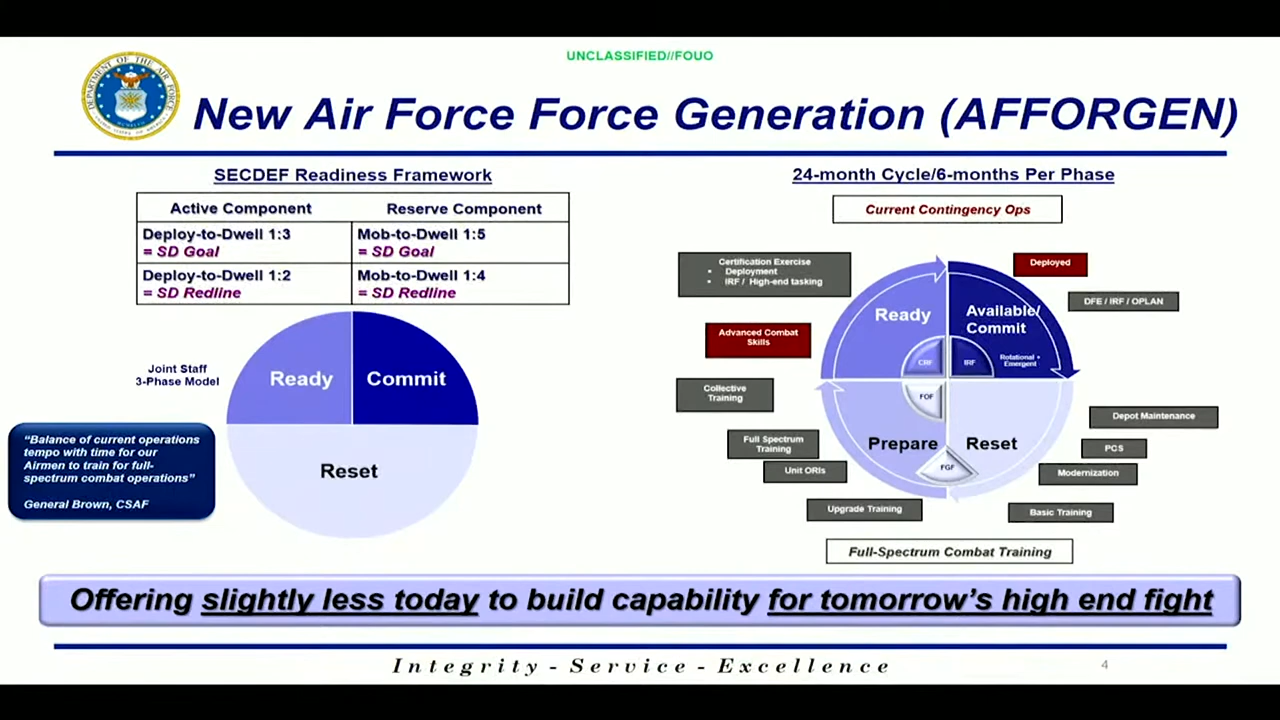 UNCLASSIFIED//FOUO
DEPARTMENT OF THE AIR FORCE
New Air Force Force Generation (AFFORGEN)
SECDEF Readiness Framework
Active Component
Reserve Component
Deploy-to-Dwell 1:3
= SD Goal
Mob-to-Dwell 1:5
= SD Goal
Deploy-to-Dwell 1:2
= SD Redline
Mob-to-Dwell 1:4
= SD Redline
Joint Staff
3-Phase Model
Ready
Commit
Reset
“Balance of current operations
tempo with time for our
Airmen to train for full-
spectrum combat operations”
General Brown, CSAF
24-month Cycle/6-months Per Phase
Current Contingency Ops
Certification Exercise
• Deployment
• IRF / High-end tasking
Advanced Combat
Skills
Collective
Training
Full Spectrum
Training
Unit ORIs
Upgrade Training
Ready
Available/
Commit
CRF
IRF
Rotational +
Emergent
FOF
Prepare
Reset
FGF
Deployed
DFE / IRF / OPLAN
Depot Maintenance
PCS
Modernization
Basic Training
Full-Spectrum Combat Training
Offering slightly less today to build capability for tomorrow’s high end fight
Integrity - Service - Excellence
4